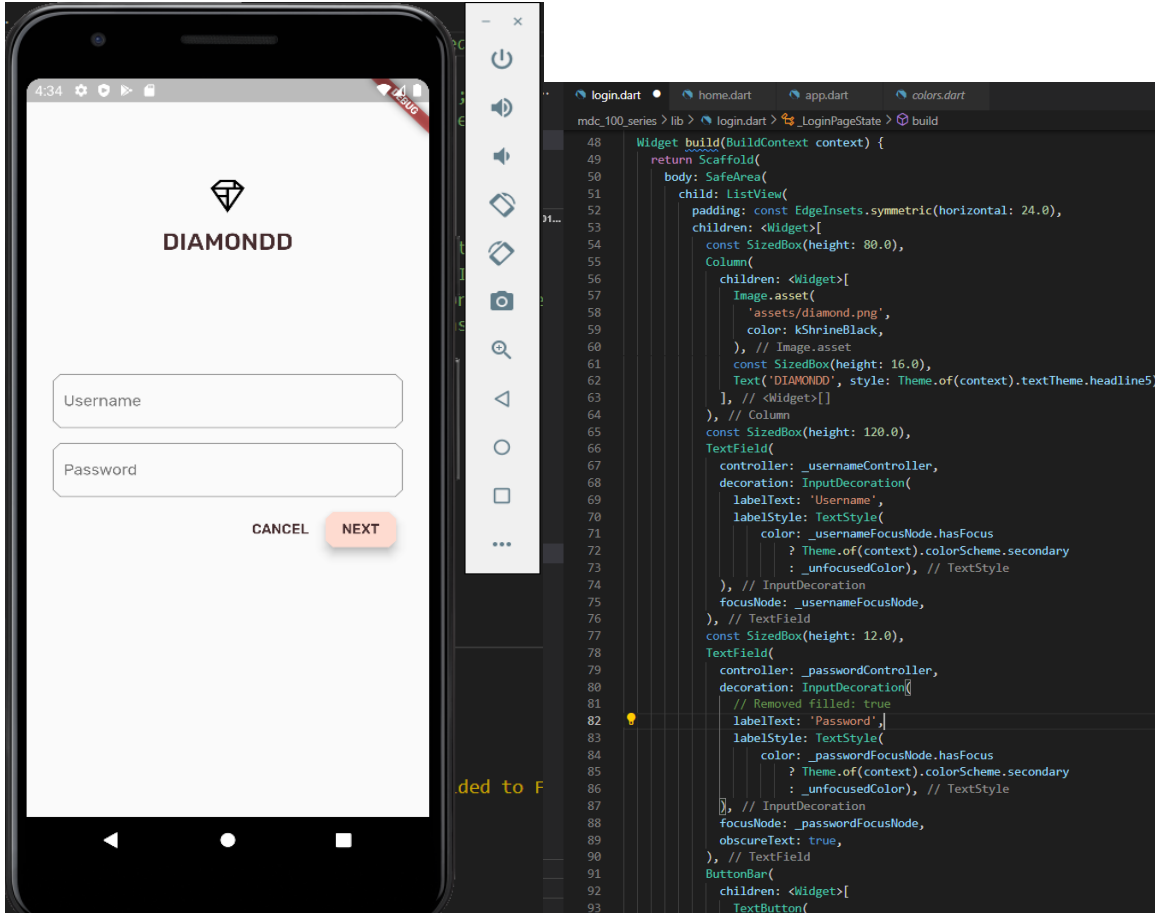 4:34
DEBUG
DIAMONDD
Username
Password
CANCEL NEXT
01...
ded to F
login.dart home.dart app.dart colors.dart
mdc_100_series > lib > login.dart > _LoginPageState > build
48 Widget build(BuildContext context) {
49 return Scaffold(
50 body: SafeArea(
51 child: ListView(
52 padding: const EdgeInsets.symmetric(horizontal: 24.0),
53 children: <Widget>[
54 const SizedBox(height: 80.0),
55 Column(
56 children: <Widget>[
57 Image.asset(
58 'assets/diamond.png',
59 color: kShrineBlack,
60 ), // Image.asset
61 const SizedBox(height: 16.0),
62 Text('DIAMONDD', style: Theme.of(context).textTheme.headline5)
63 ], // <Widget>[]
64 ), // Column
65 const SizedBox(height: 120.0),
66 TextField(
67 controller: _usernameController,
68 decoration: InputDecoration(
69 labelText: 'Username',
70 labelStyle: TextStyle(
71 color: _usernameFocusNode.hasFocus
72 ? Theme.of(context).colorScheme.secondary
73 : _unfocusedColor), // TextStyle
74 ), // InputDecoration
75 focusNode: _usernameFocusNode,
76 ), // TextField
77 const SizedBox(height: 12.0),
78 TextField(
79 controller: _passwordController,
80 decoration: InputDecoration(
81 // Removed filled: true
82 labelText: 'Password',
83 labelStyle: TextStyle(
84 color: _passwordFocusNode.hasFocus
85 ? Theme.of(context).colorScheme.secondary
86 : _unfocusedColor), // TextStyle
87 ), // InputDecoration
88 focusNode: _passwordFocusNode,
89 obscureText: true,
90 ), // TextField
91 ButtonBar(
92 children: <Widget>[
93 TextButton(